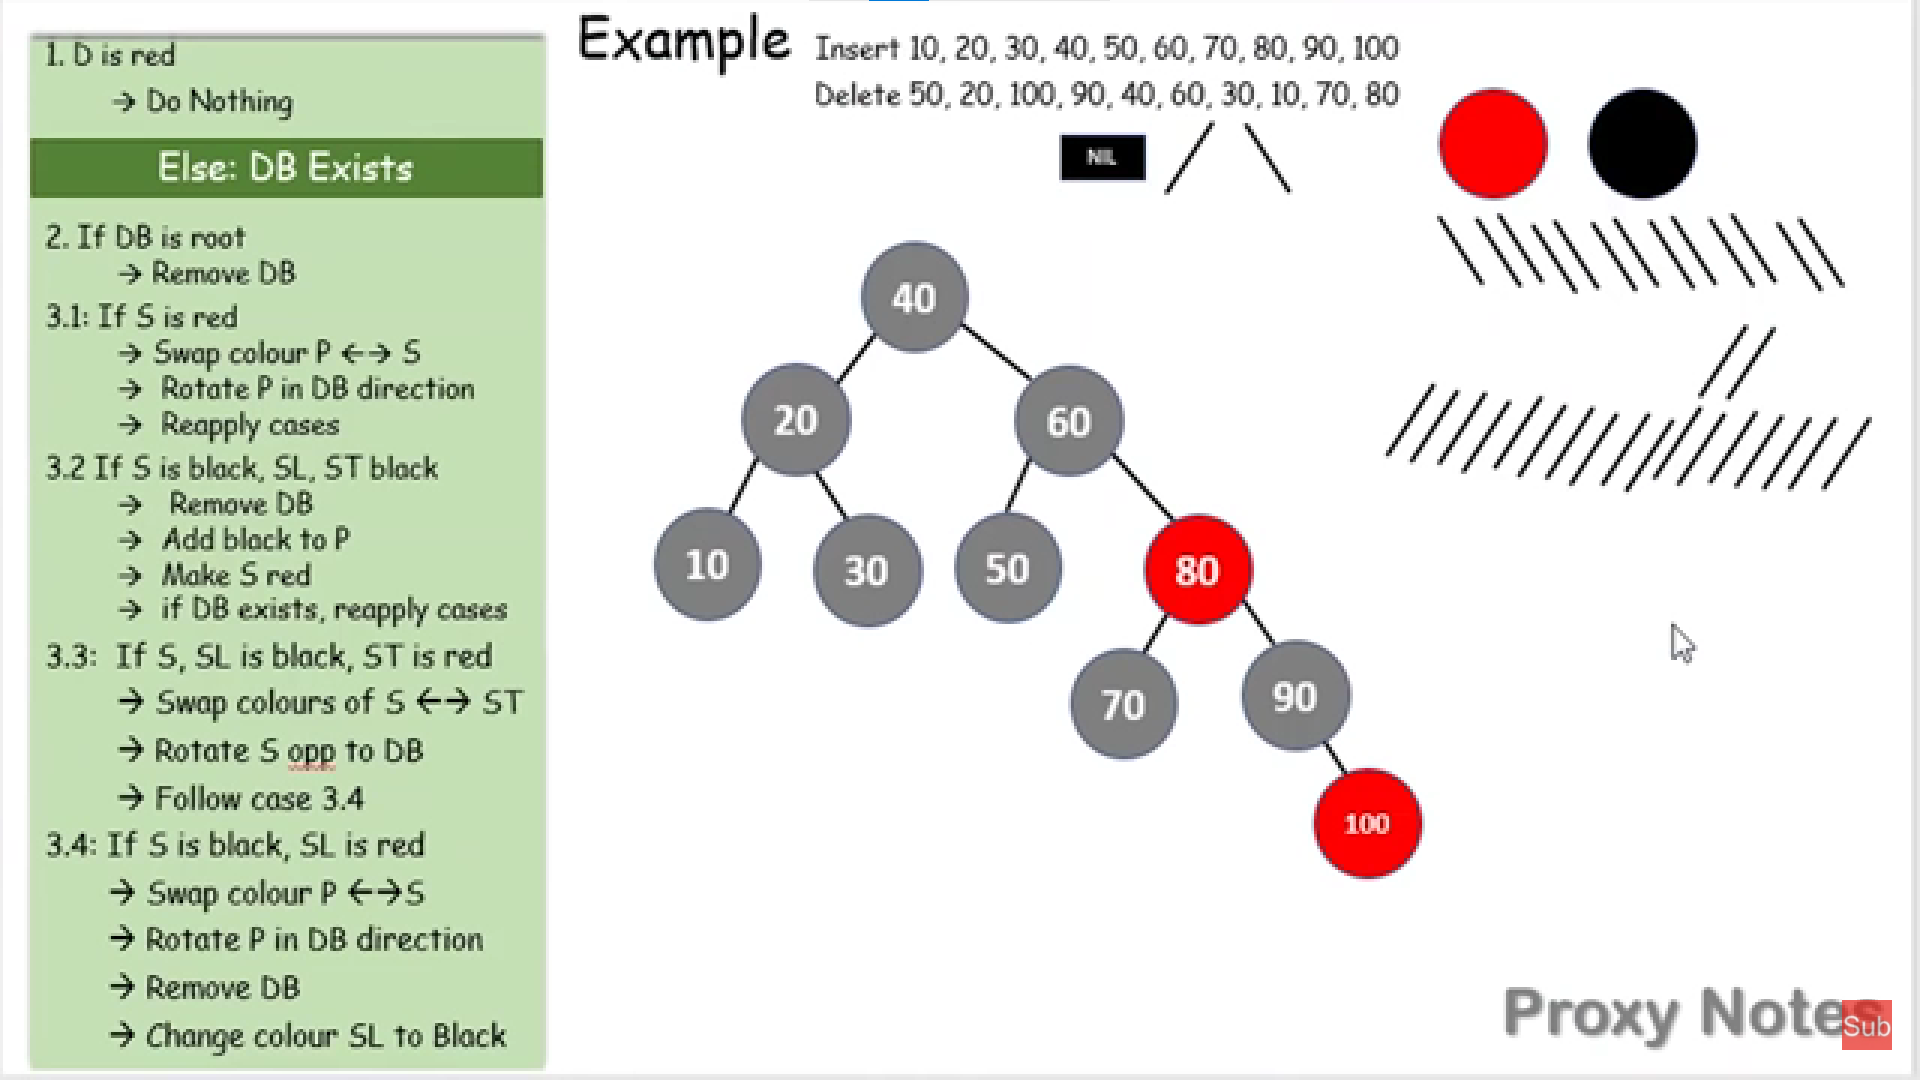 1. D is red
→ Do Nothing
Else: DB Exists
2. If DB is root
→ Remove DB
3.1: If S is red
→ Swap colour P ←→ S
→ Rotate P in DB direction
→ Reapply cases
3.2 If S is black, SL, ST black
→ Remove DB
→ Add black to P
→ Make S red
→ if DB exists, reapply cases
3.3: If S, SL is black, ST is red
→ Swap colours of S ←→ ST
→ Rotate S opp to DB
→ Follow case 3.4
3.4: If S is black, SL is red
→ Swap colour P ←→S
→ Rotate P in DB direction
→ Remove DB
→ Change colour SL to Black
Example
Insert 10, 20, 30, 40, 50, 60, 70, 80, 90, 100
Delete 50, 20, 100, 90, 40, 60, 30, 10, 70, 80
NIL
40
20
60
10
30
50
80
70
90
100
Proxy Notes
Sub